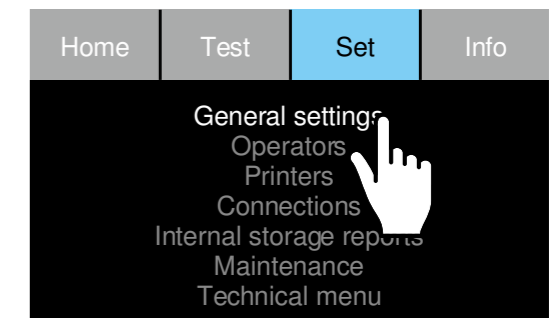 Home Test Set Info
General settings
Operators
Printers
Connections
Internal storage reports
Maintenance
Technical menu